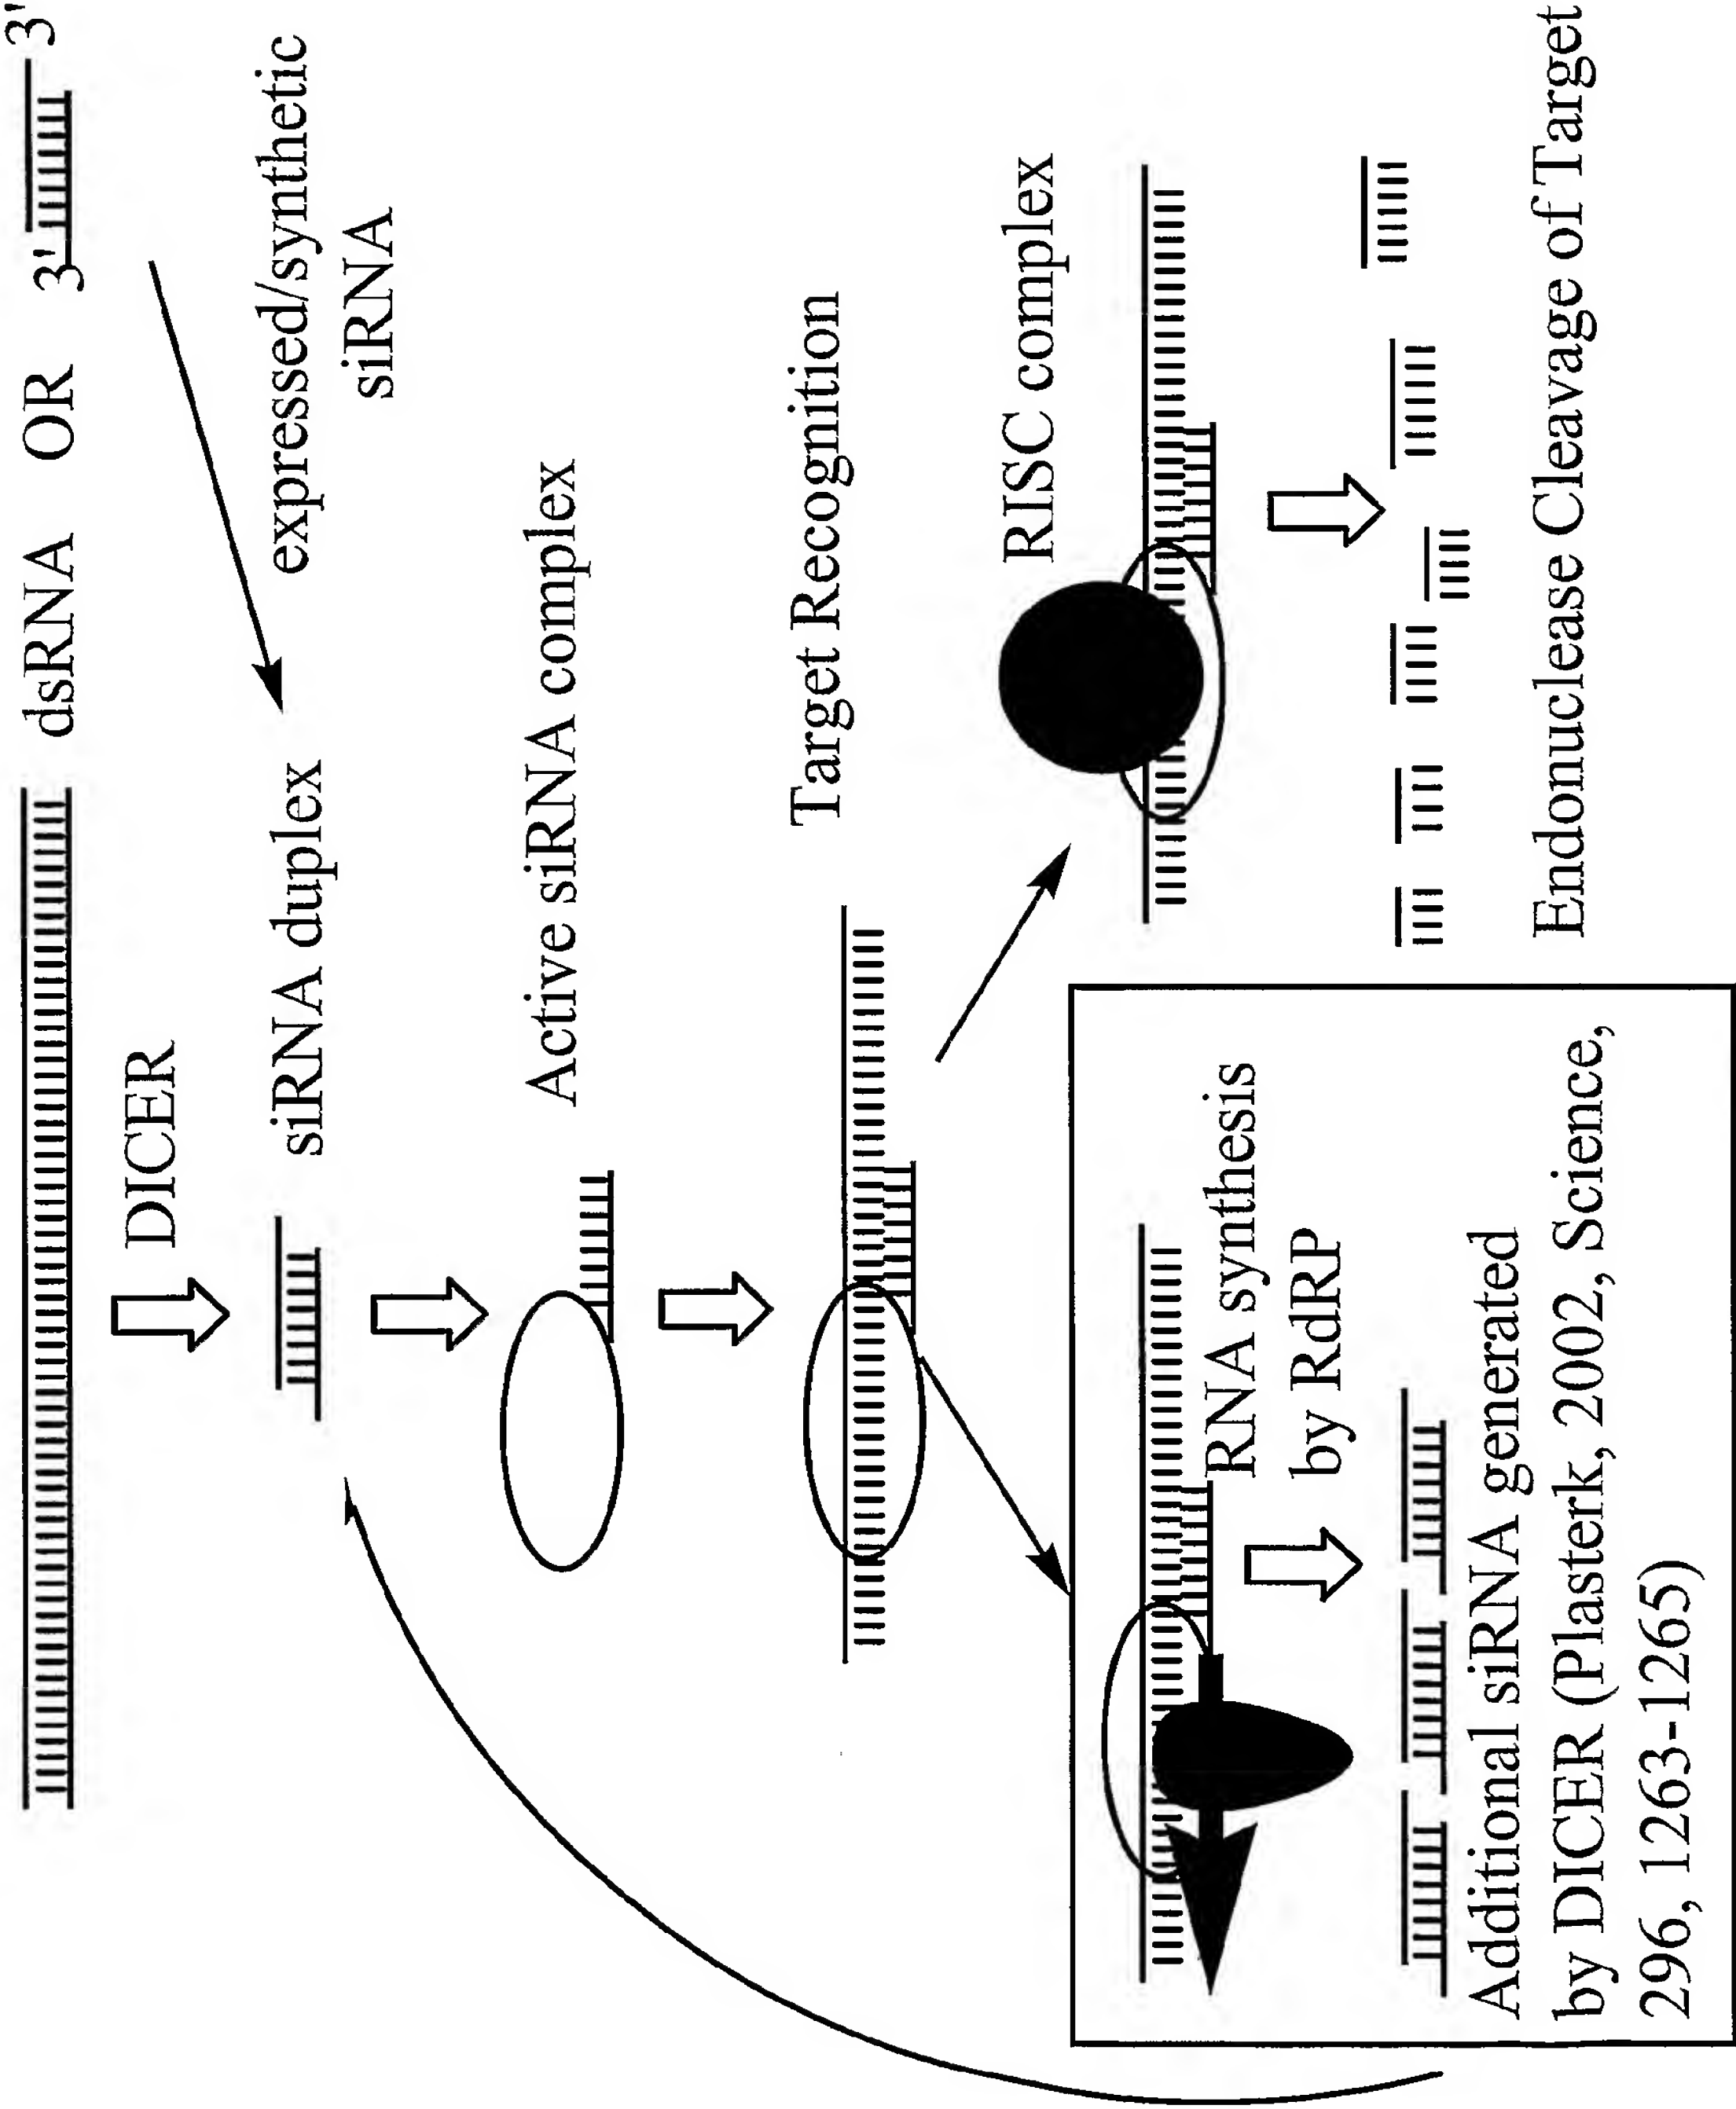 dsRNA OR 3' 3'
DICER
siRNA duplex
expressed/synthetic
siRNA
Active siRNA complex
Target Recognition
RISC complex
RNA synthesis
by RdRP
Additional siRNA generated
by DICER (Plasterk, 2002, Science,
296, 1263-1265)
Endonuclease Cleavage of Target